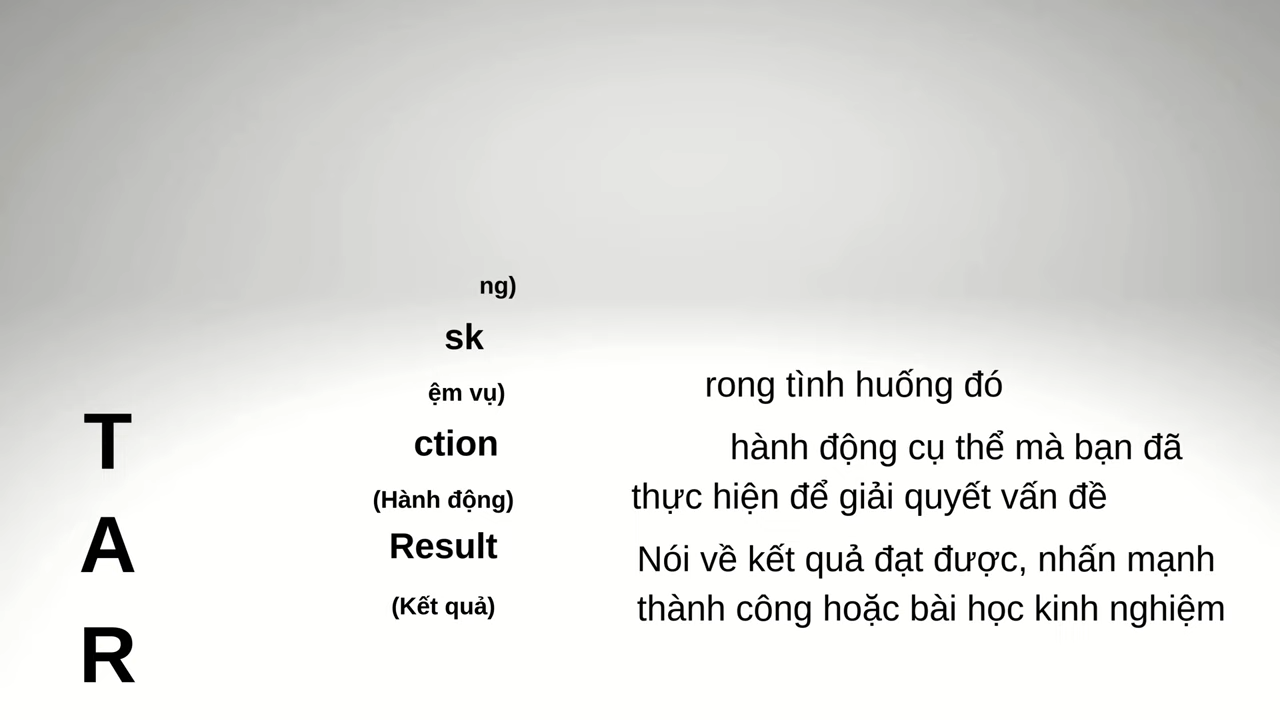 ng)
sk
ệm vụ)
rong tình huống đó
T
ction
hành động cụ thể mà bạn đã
(Hành động)
thực hiện để giải quyết vấn đề
A
Result
Nói về kết quả đạt được, nhấn mạnh
(Kết quả)
thành công hoặc bài học kinh nghiệm
R